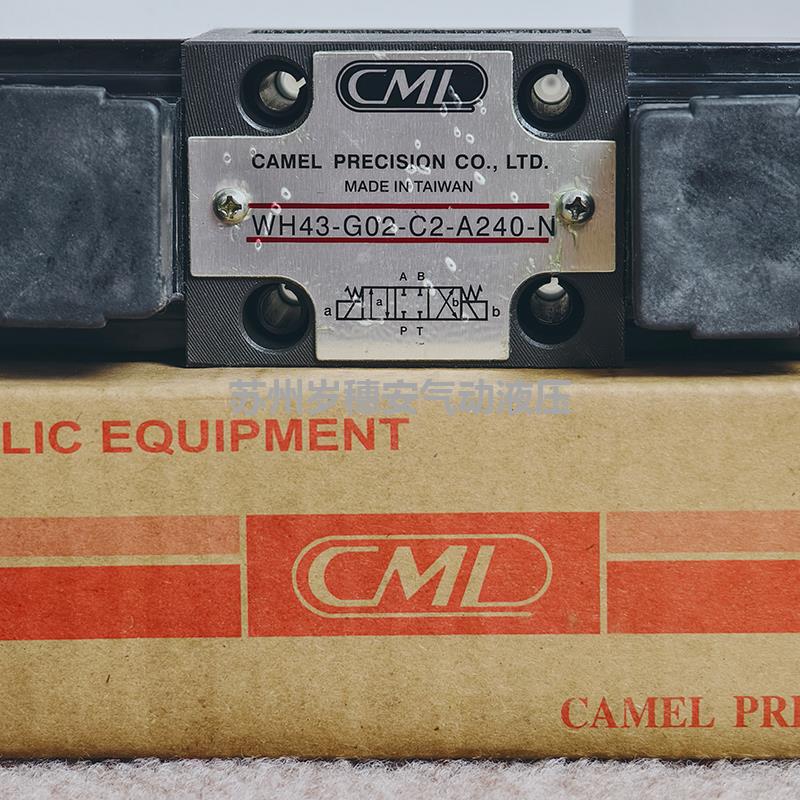 CML
CAMEL PRECISION CO., LTD.
MADE IN TAIWAN
WH43-G02-C2-A240-N
A B
a a b b
P T
苏州岁穗安气动液压
LIC EQUIPMENT
CML
CAMEL PRE